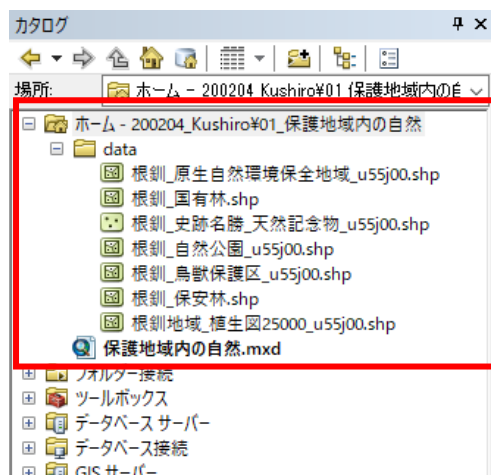 カタログ
場所: ホーム - 200204_Kushiro¥01_保護地域内の自
ホーム - 200204_Kushiro¥01_保護地域内の自然
data
根釧_原生自然環境保全地域_u55j00.shp
根釧_国有林.shp
根釧_史跡名勝_天然記念物_u55j00.shp
根釧_自然公園_u55j00.shp
根釧_鳥獣保護区_u55j00.shp
根釧_保安林.shp
根釧地域_植生図25000_u55j00.shp
保護地域内の自然.mxd
フォルダー接続
ツールボックス
データベース サーバー
データベース接続
GIS サーバー